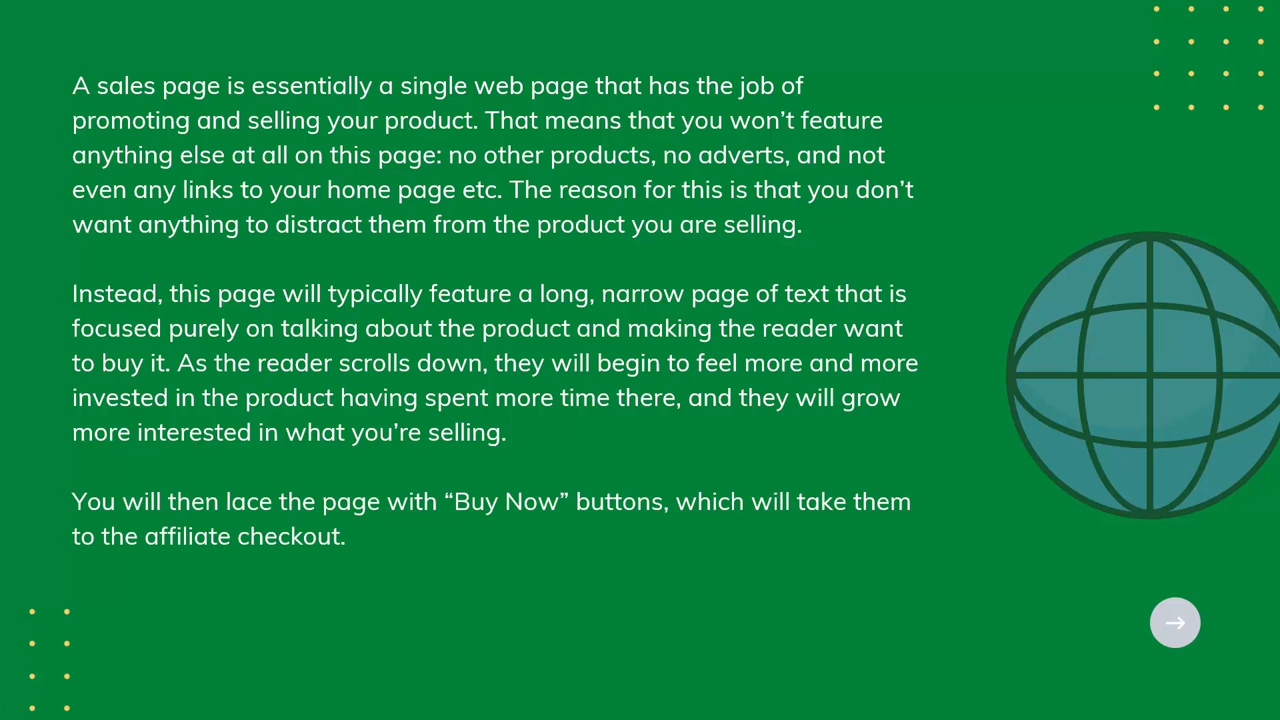 A sales page is essentially a single web page that has the job of
promoting and selling your product. That means that you won’t feature
anything else at all on this page: no other products, no adverts, and not
even any links to your home page etc. The reason for this is that you don’t
want anything to distract them from the product you are selling.
Instead, this page will typically feature a long, narrow page of text that is
focused purely on talking about the product and making the reader want
to buy it. As the reader scrolls down, they will begin to feel more and more
invested in the product having spent more time there, and they will grow
more interested in what you’re selling.
You will then lace the page with “Buy Now” buttons, which will take them
to the affiliate checkout.